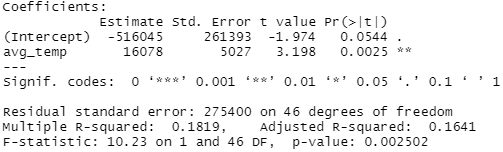 Coefficients:
            Estimate Std. Error t value Pr(>|t|)
(Intercept)  -516045     261393  -1.974   0.0544 .
avg_temp       16078       5027   3.198   0.0025 **
---
Signif. codes:  0 ‘***’ 0.001 ‘**’ 0.01 ‘*’ 0.05 ‘.’ 0.1 ‘ ’ 1
Residual standard error: 275400 on 46 degrees of freedom
Multiple R-squared:  0.1819,    Adjusted R-squared:  0.1641
F-statistic: 10.23 on 1 and 46 DF,  p-value: 0.002502